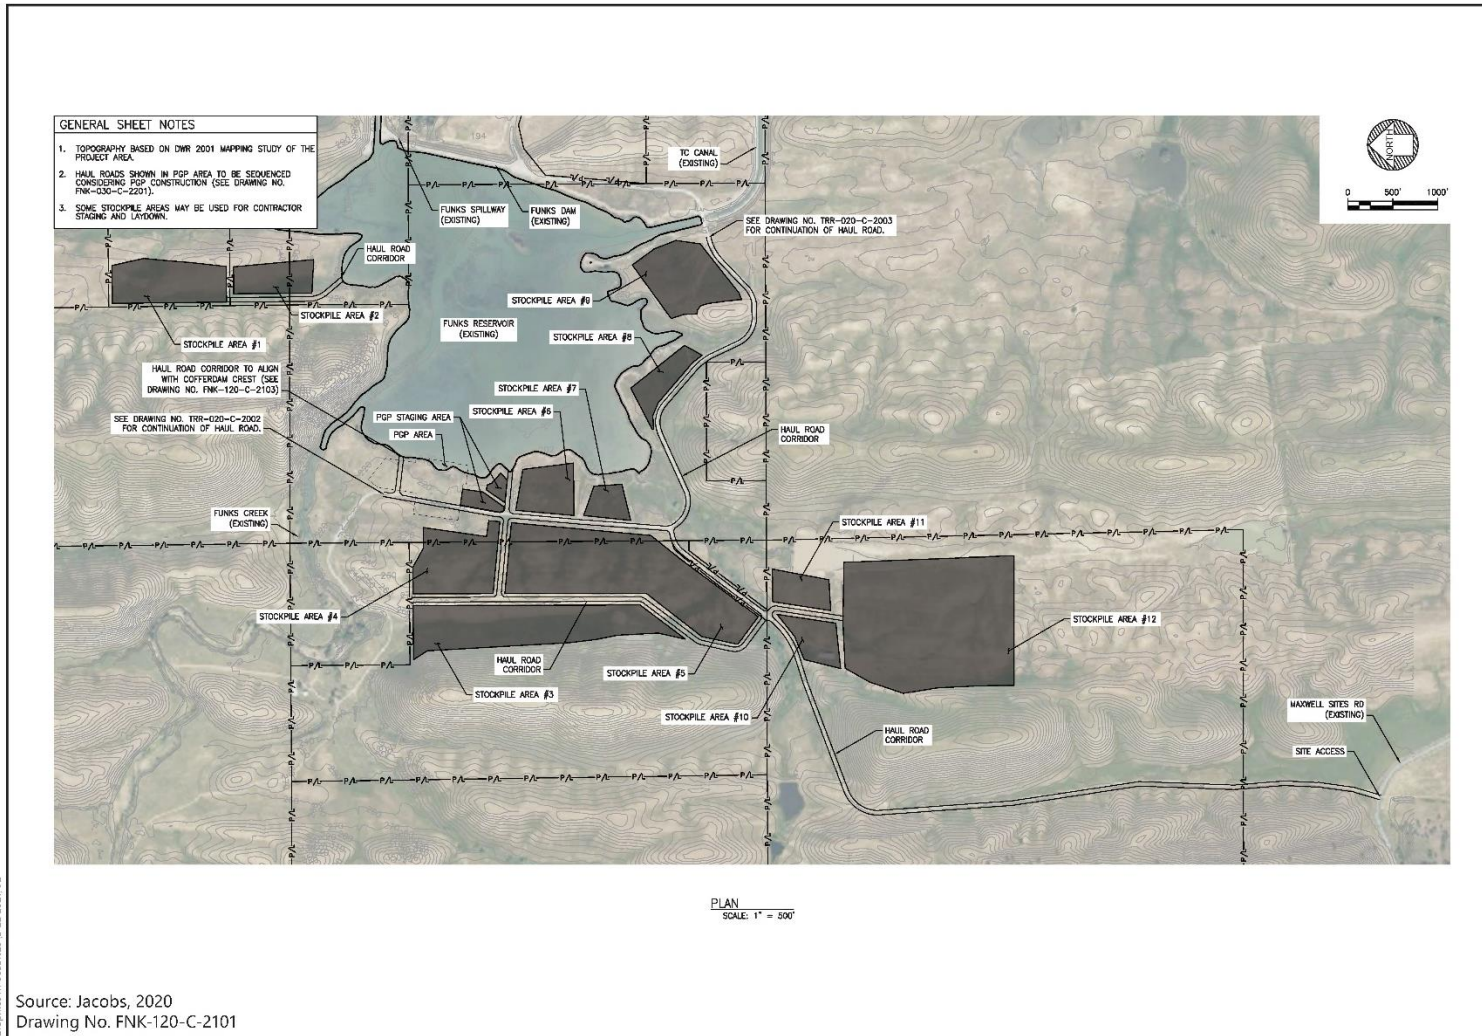 GENERAL SHEET NOTES
1. TOPOGRAPHY BASED ON DWR 2001 MAPPING STUDY OF THE
PROJECT AREA.
2. HAUL ROADS SHOWN IN PGP AREA TO BE SEQUENCED
CONSIDERING PGP CONSTRUCTION (SEE DRAWING NO.
FNK-030-C-2201).
3. SOME STOCKPILE AREAS MAY BE USED FOR CONTRACTOR
STAGING AND LAYDOWN.
NORTH
0 500' 1000'
TC CANAL
(EXISTING)
194
P/L
FUNKS SPILLWAY
(EXISTING)
FUNKS DAM
(EXISTING)
SEE DRAWING NO. TRR-020-C-2003
FOR CONTINUATION OF HAUL ROAD.
HAUL ROAD
CORRIDOR
STOCKPILE AREA #9
STOCKPILE AREA #2
FUNKS RESERVOIR
(EXISTING)
STOCKPILE AREA #8
STOCKPILE AREA #1
HAUL ROAD CORRIDOR TO ALIGN
WITH COFFERDAM CREST (SEE
DRAWING NO. FNK-120-C-2103)
STOCKPILE AREA #7
STOCKPILE AREA #6
PGP STAGING AREA
PGP AREA
SEE DRAWING NO. TRR-020-C-2002
FOR CONTINUATION OF HAUL ROAD.
HAUL ROAD
CORRIDOR
FUNKS CREEK
(EXISTING)
STOCKPILE AREA #11
STOCKPILE AREA #4
STOCKPILE AREA #12
HAUL ROAD
CORRIDOR
STOCKPILE AREA #5
STOCKPILE AREA #3
STOCKPILE AREA #10
HAUL ROAD
CORRIDOR
MAXWELL SITES RD
(EXISTING)
SITE ACCESS
PLAN
SCALE: 1" = 500'
Source: Jacobs, 2020
Drawing No. FNK-120-C-2101